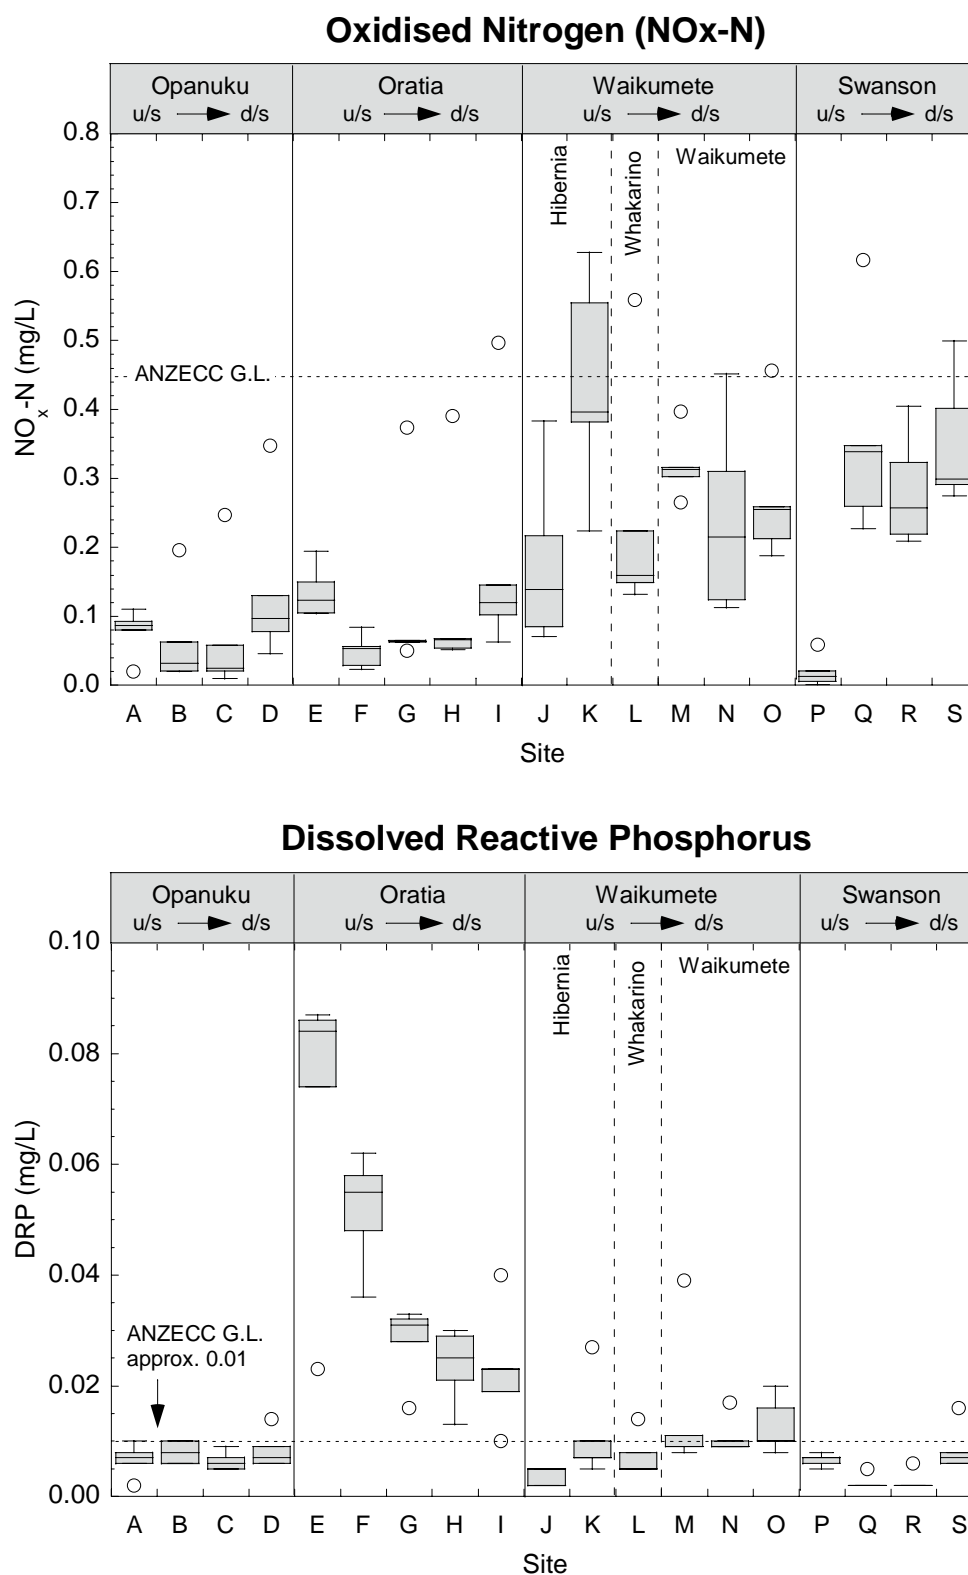 Oxidised Nitrogen (NOx-N)
Opanuku Oratia Waikumete Swanson
u/s d/s u/s d/s u/s d/s u/s d/s
0.8
Hibernia
Whakarino
Waikumete
0.7
0.6
0.5
ANZECC G.L.
0.4
0.3
0.2
0.1
0.0
NOx-N (mg/L)
A B C D E F G H I J K L M N O P Q R S
Site
Dissolved Reactive Phosphorus
Opanuku Oratia Waikumete Swanson
u/s d/s u/s d/s u/s d/s u/s d/s
0.10
Hibernia
Whakarino
Waikumete
0.08
0.06
0.04
ANZECC G.L.
approx. 0.01
0.02
0.00
DRP (mg/L)
A B C D E F G H I J K L M N O P Q R S
Site